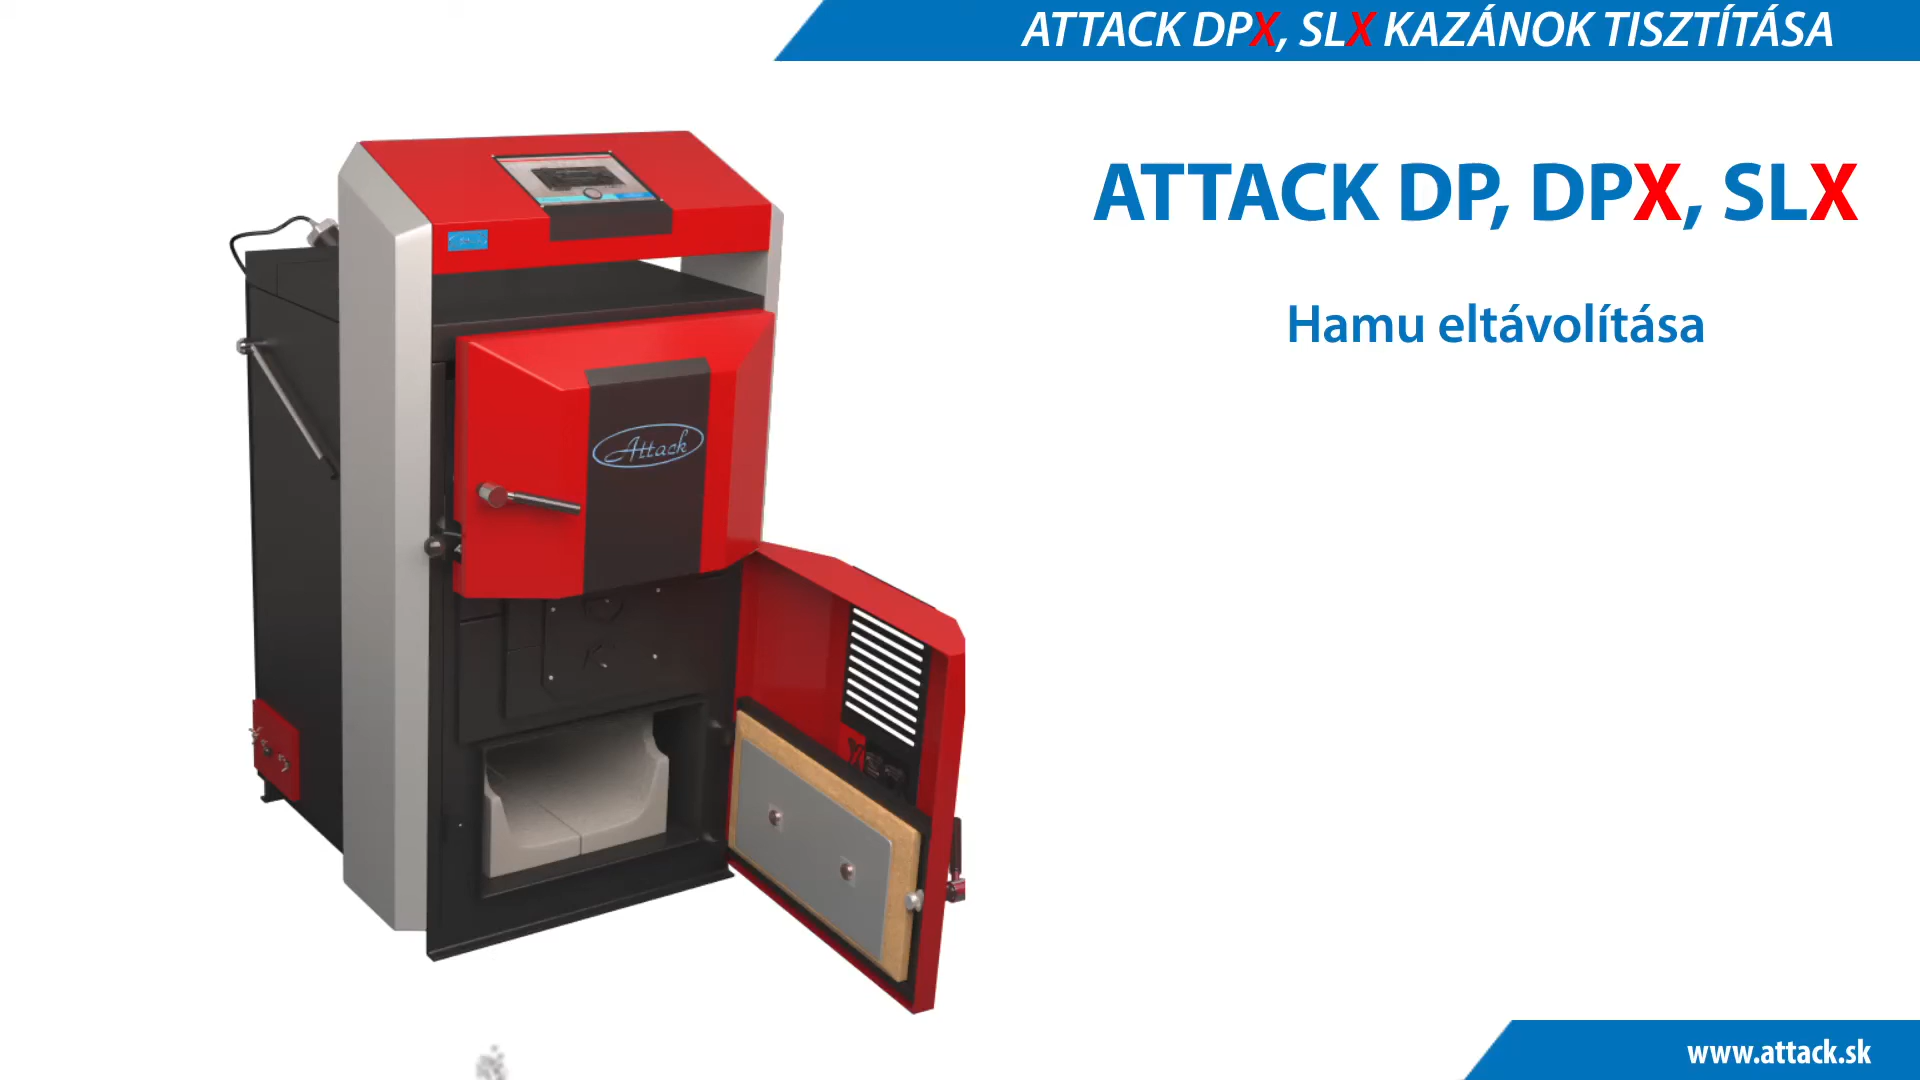 ATTACK DPX, SLX KAZÁNOK TISZTÍTÁSA
ATTACK DP, DPX, SLX
Hamu eltávolítása
Attack
www.attack.sk